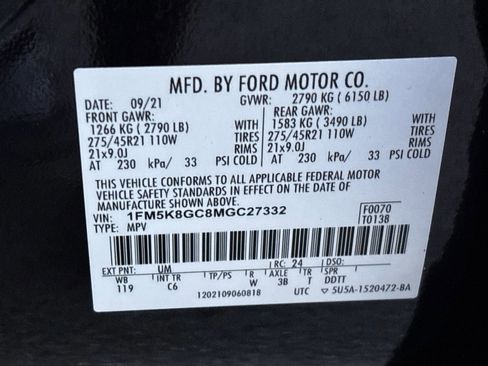 MFD. BY FORD MOTOR CO.
DATE: 09/21 GVWR: 2790 KG ( 6150 LB)
FRONT GAWR: REAR GAWR:
1266 KG ( 2790 LB) WITH 1583 KG ( 3490 LB) WITH
275/45R21 110W TIRES 275/45R21 110W TIRES
21x9.0J RIMS 21x9.0J RIMS
AT 230 kPa/ 33 PSI COLD AT 230 kPa/ 33 PSI COLD
THIS VEHICLE CONFORMS TO ALL APPLICABLE FEDERAL MOTOR
VEHICLE SAFETY STANDARDS IN EFFECT ON THE DATE OF
MANUFACTURE SHOWN ABOVE.
VIN: 1FM5K8GC8MGC27332 F0070
TYPE: MPV T0138
EXT PNT: UM RC: 24 DSO:
WB INT TR TP/PS R AXLE TR SPR
119 C6 W 3B T DDTT
1202109060818 UTC ▽ 5U5A-1520472-BA